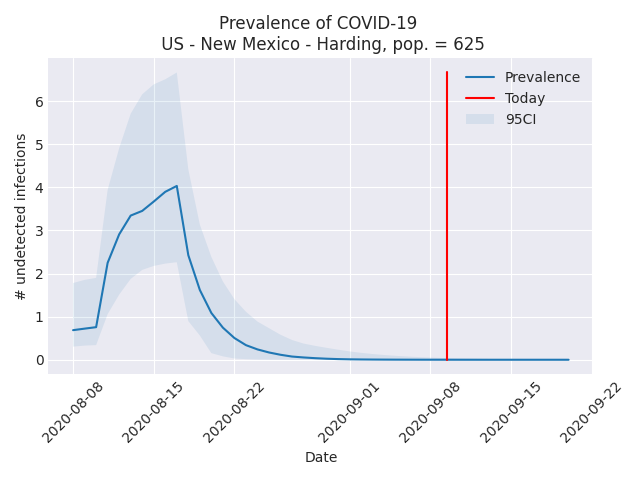 Prevalence of COVID-19
US - New Mexico - Harding, pop. = 625
# undetected infections
6
5
4
3
2
1
0
Prevalence
Today
95CI
2020-08-08
2020-08-15
2020-08-22
2020-09-01
2020-09-08
2020-09-15
2020-09-22
Date